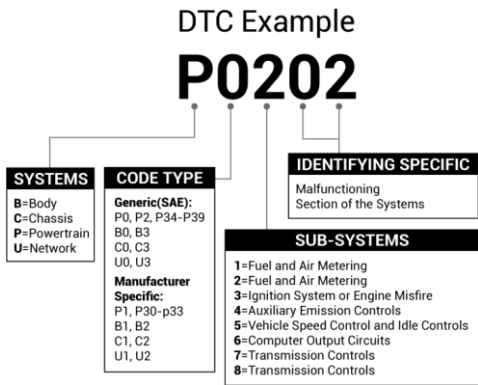 DTC Example
P0202
SYSTEMS
B=Body
C=Chassis
P=Powertrain
U=Network
CODE TYPE
Generic(SAE):
P0, P2, P34-P39
B0, B3
C0, C3
U0, U3
Manufacturer
Specific:
P1, P30-p33
B1, B2
C1, C2
U1, U2
IDENTIFYING SPECIFIC
Malfunctioning
Section of the Systems
SUB-SYSTEMS
1=Fuel and Air Metering
2=Fuel and Air Metering
3=Ignition System or Engine Misfire
4=Auxiliary Emission Controls
5=Vehicle Speed Control and Idle Controls
6=Computer Output Circuits
7=Transmission Controls
8=Transmission Controls